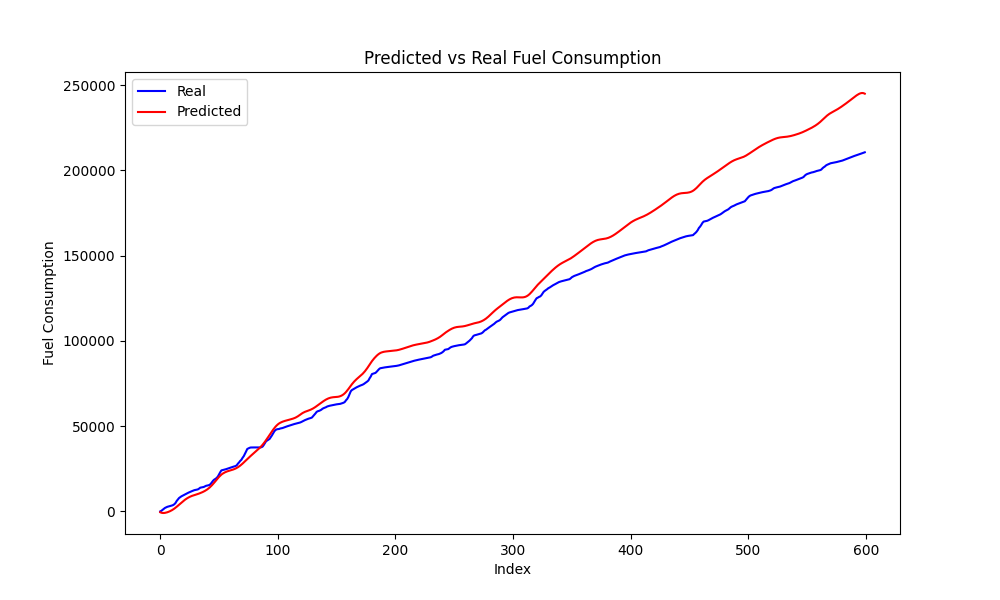 Predicted vs Real Fuel Consumption
Real
Predicted
Fuel Consumption
250000
200000
150000
100000
50000
0
0 100 200 300 400 500 600
Index